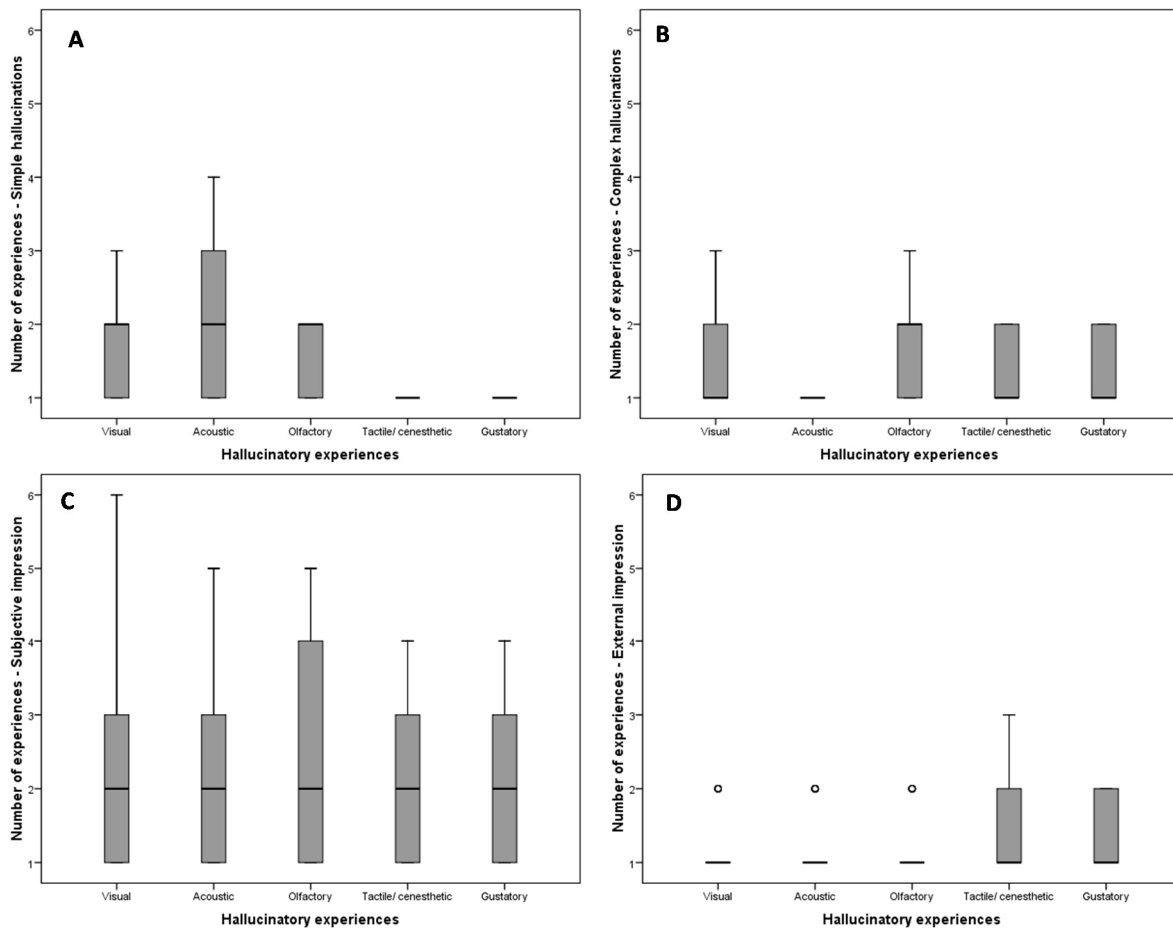 A
Number of experiences - Simple hallucinations
6
5
4
3
2
1
Visual Acoustic Olfactory Tactile/ cenesthetic Gustatory
Hallucinatory experiences
B
Number of experiences - Complex hallucinations
6
5
4
3
2
1
Visual Acoustic Olfactory Tactile/ cenesthetic Gustatory
Hallucinatory experiences
C
Number of experiences - Subjective impression
6
5
4
3
2
1
Visual Acoustic Olfactory Tactile/ cenesthetic Gustatory
Hallucinatory experiences
D
Number of experiences - External impression
6
5
4
3
2
1
Visual Acoustic Olfactory Tactile/ cenesthetic Gustatory
Hallucinatory experiences